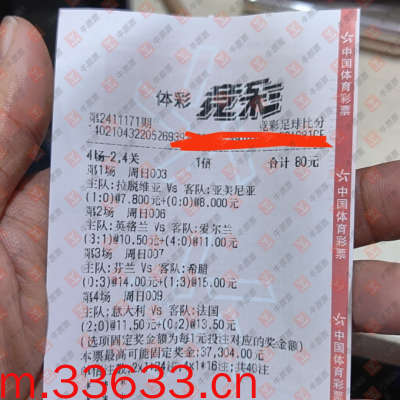 体彩 竞彩
第2411171期 竞彩足球比分
4场-2,4关 1倍 合计 80元
第1场 周日003
主队:拉脱维亚 Vs 客队:亚美尼亚
(1:0)@7.800元+(0:0)@8.000元
第2场 周日006
主队:英格兰 Vs 客队:爱尔兰
(3:1)@10.50元+(4:0)@11.00元
第3场 周日007
主队:芬兰 Vs 客队:希腊
(0:3)@14.00元+(1:3)@15.00元
第4场 周日009
主队:意大利 Vs 客队:法国
(2:0)@11.50元+(0:2)@13.50元
(选项固定奖金额为每1元投注对应的奖金额)
本票最高可能固定奖金:37,304.00元
中国体育彩票
中国体育彩票
中国体育彩票
m.33633.cn